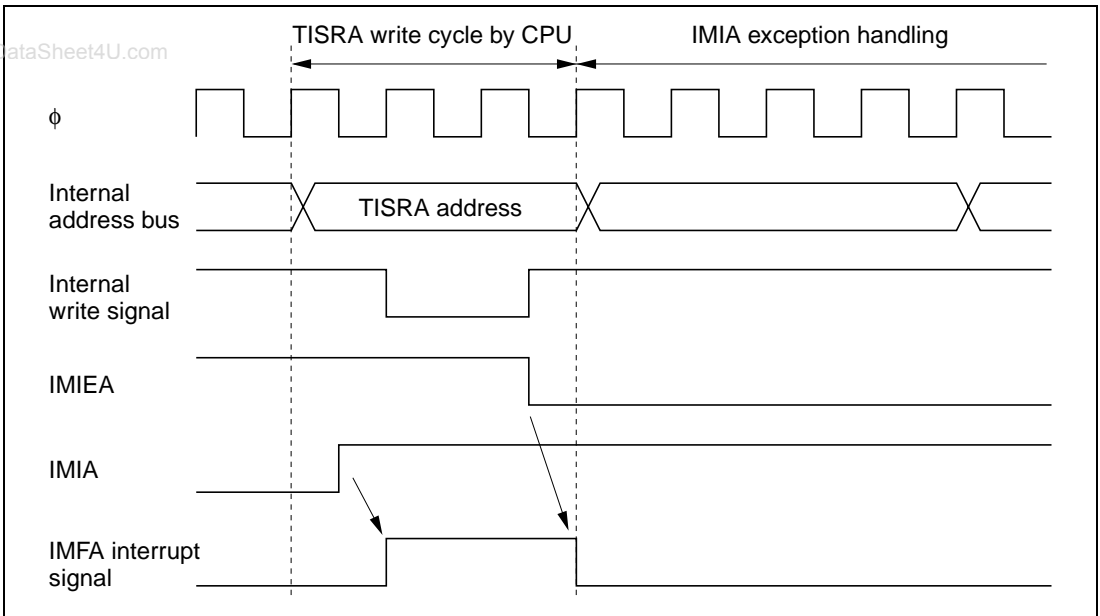 TISRA write cycle by CPU
IMIA exception handling
ataSheet4U.com
φ
Internal
address bus
TISRA address
Internal
write signal
IMIEA
IMIA
IMFA interrupt
signal